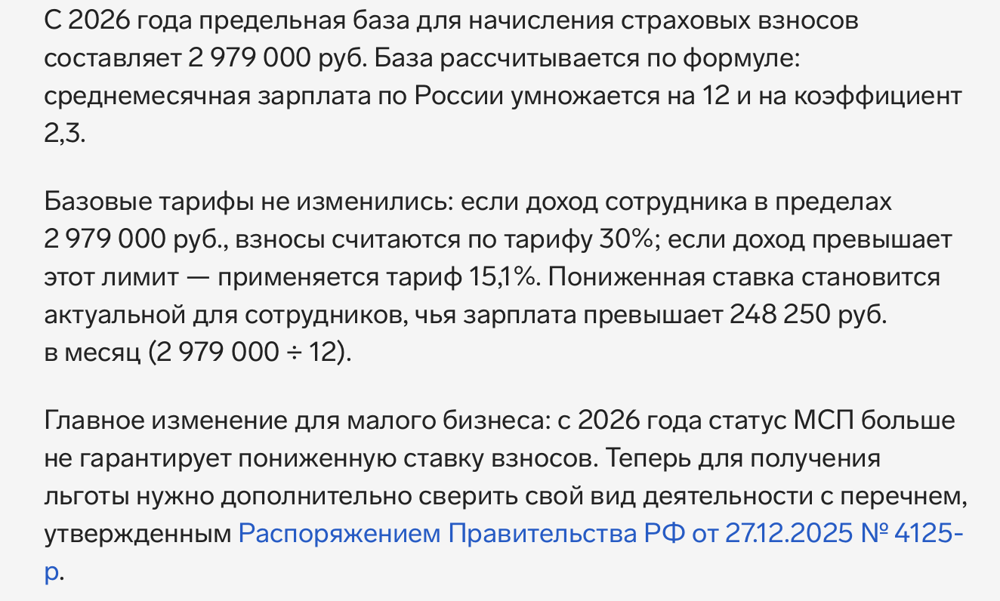 С 2026 года предельная база для начисления страховых взносов
составляет 2 979 000 руб. База рассчитывается по формуле:
среднемесячная зарплата по России умножается на 12 и на коэффициент
2,3.
Базовые тарифы не изменились: если доход сотрудника в пределах
2 979 000 руб., взносы считаются по тарифу 30%; если доход превышает
этот лимит — применяется тариф 15,1%. Пониженная ставка становится
актуальной для сотрудников, чья зарплата превышает 248 250 руб.
в месяц (2 979 000 ÷ 12).
Главное изменение для малого бизнеса: с 2026 года статус МСП больше
не гарантирует пониженную ставку взносов. Теперь для получения
льготы нужно дополнительно сверить свой вид деятельности с перечнем,
утвержденным Распоряжением Правительства РФ от 27.12.2025 № 4125-
р.